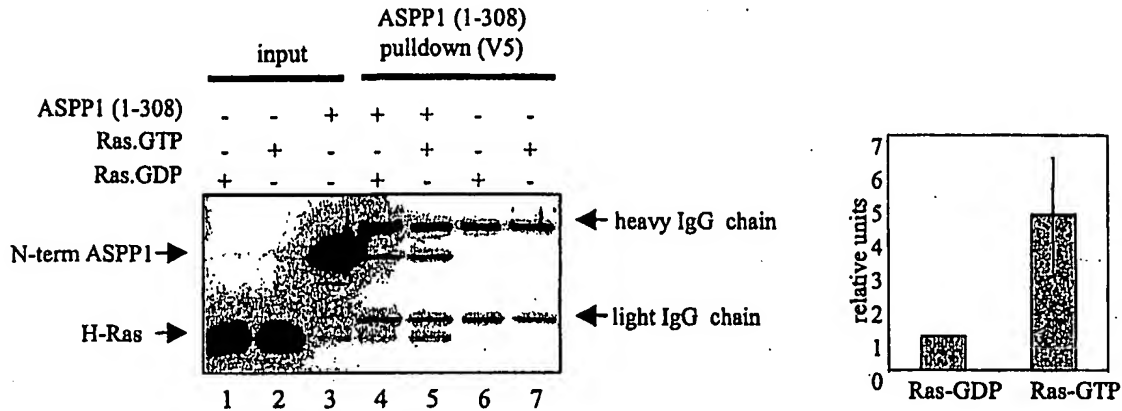 ASPP1 (1-308)
pulldown (V5)
input
ASPP1 (1-308) - - + + + - -
Ras.GTP - + - - + - +
Ras.GDP + - - + - + -
heavy IgG chain
N-term ASPP1
light IgG chain
H-Ras
1 2 3 4 5 6 7
relative units
7
6
5
4
3
2
1
0
Ras-GDP Ras-GTP